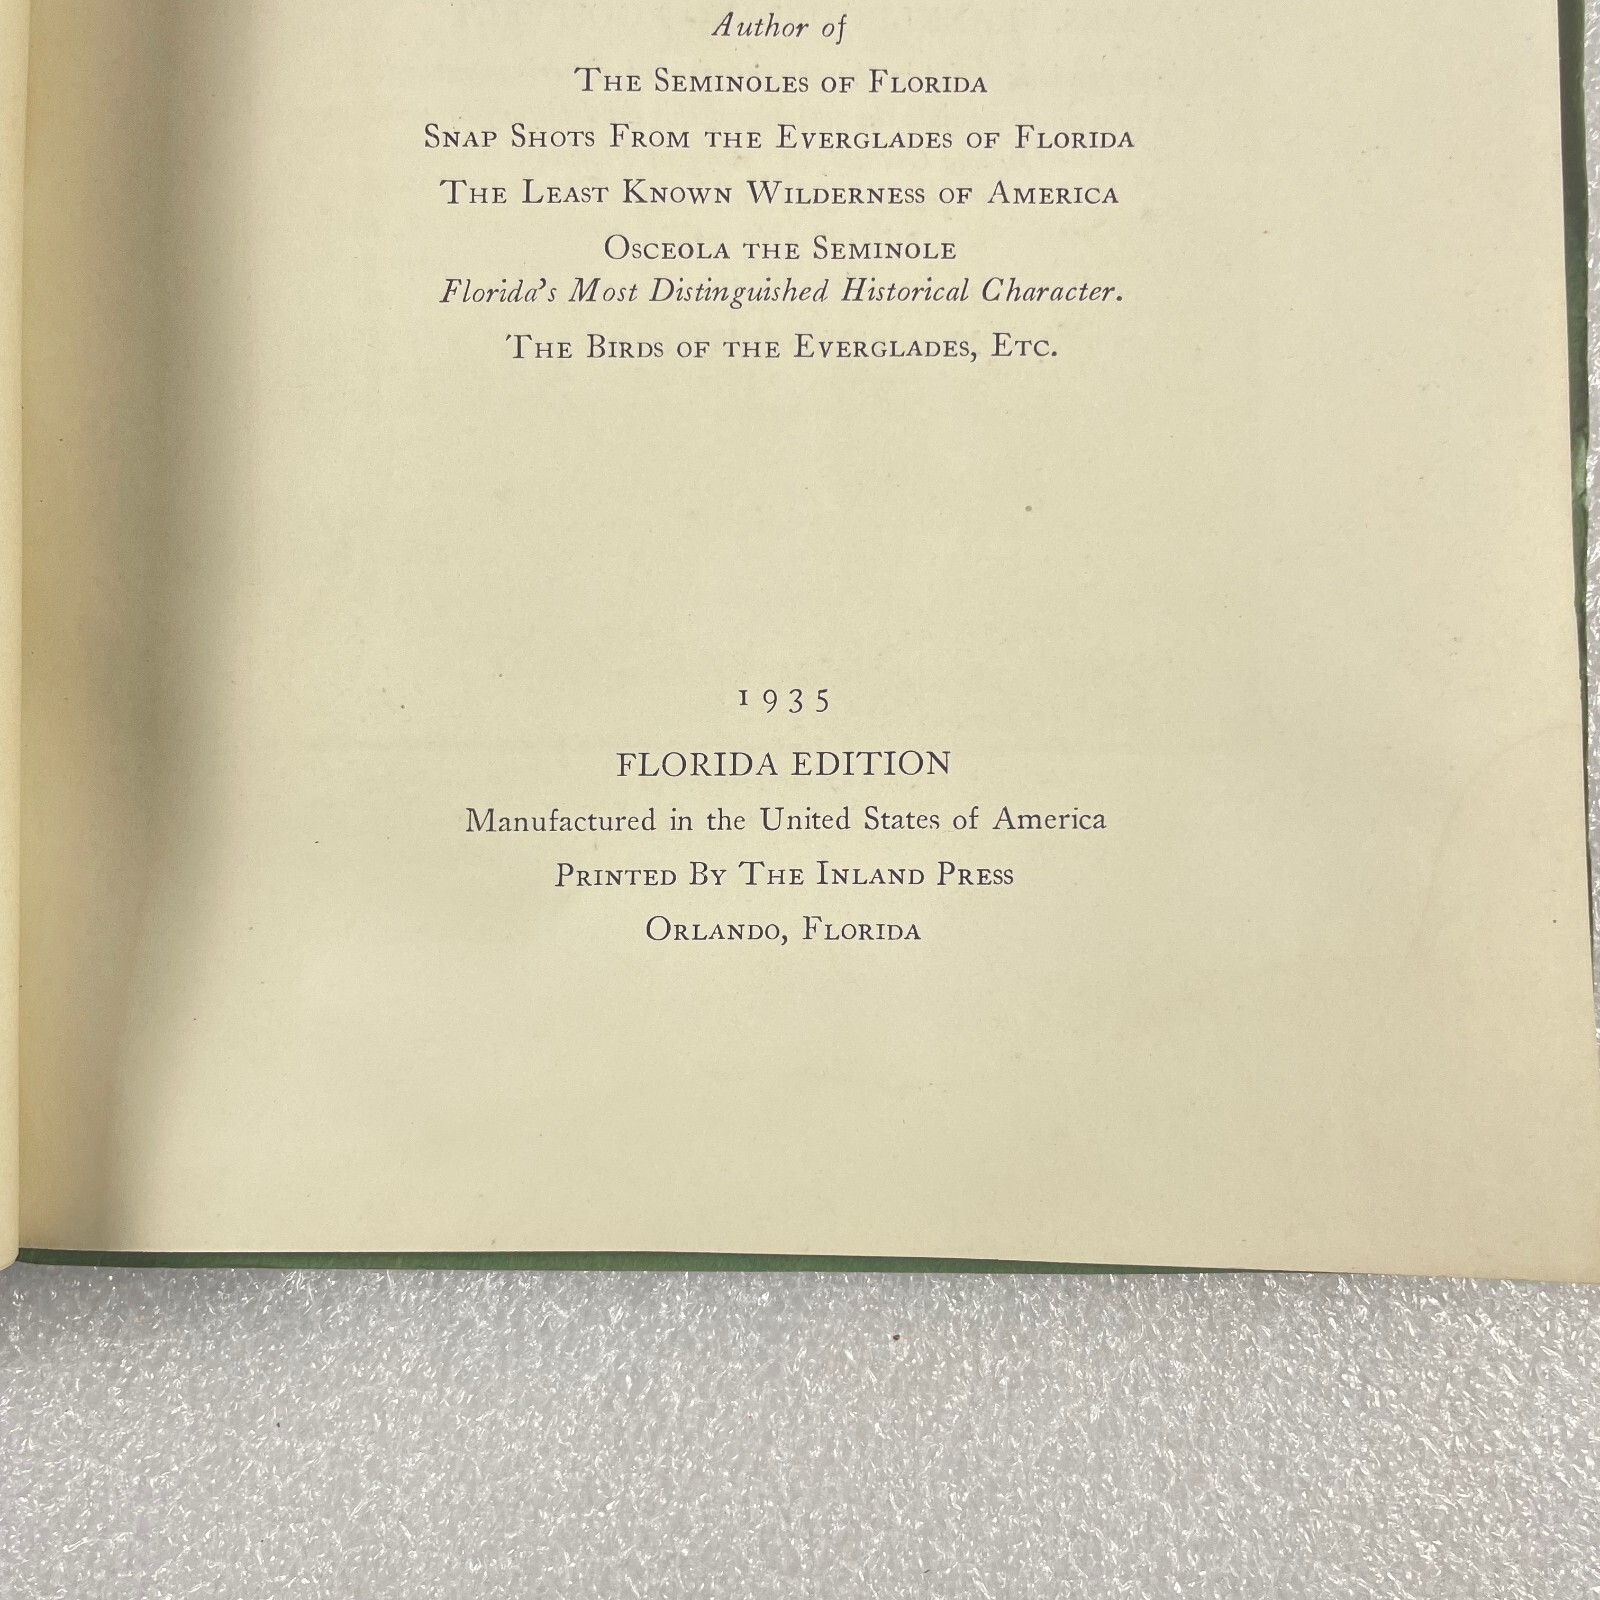 Author of
The Seminoles of Florida
Snap Shots From the Everglades of Florida
The Least Known Wilderness of America
Osceola the Seminole
Florida's Most Distinguished Historical Character.
The Birds of the Everglades, Etc.
1935
FLORIDA EDITION
Manufactured in the United States of America
Printed By The Inland Press
Orlando, Florida